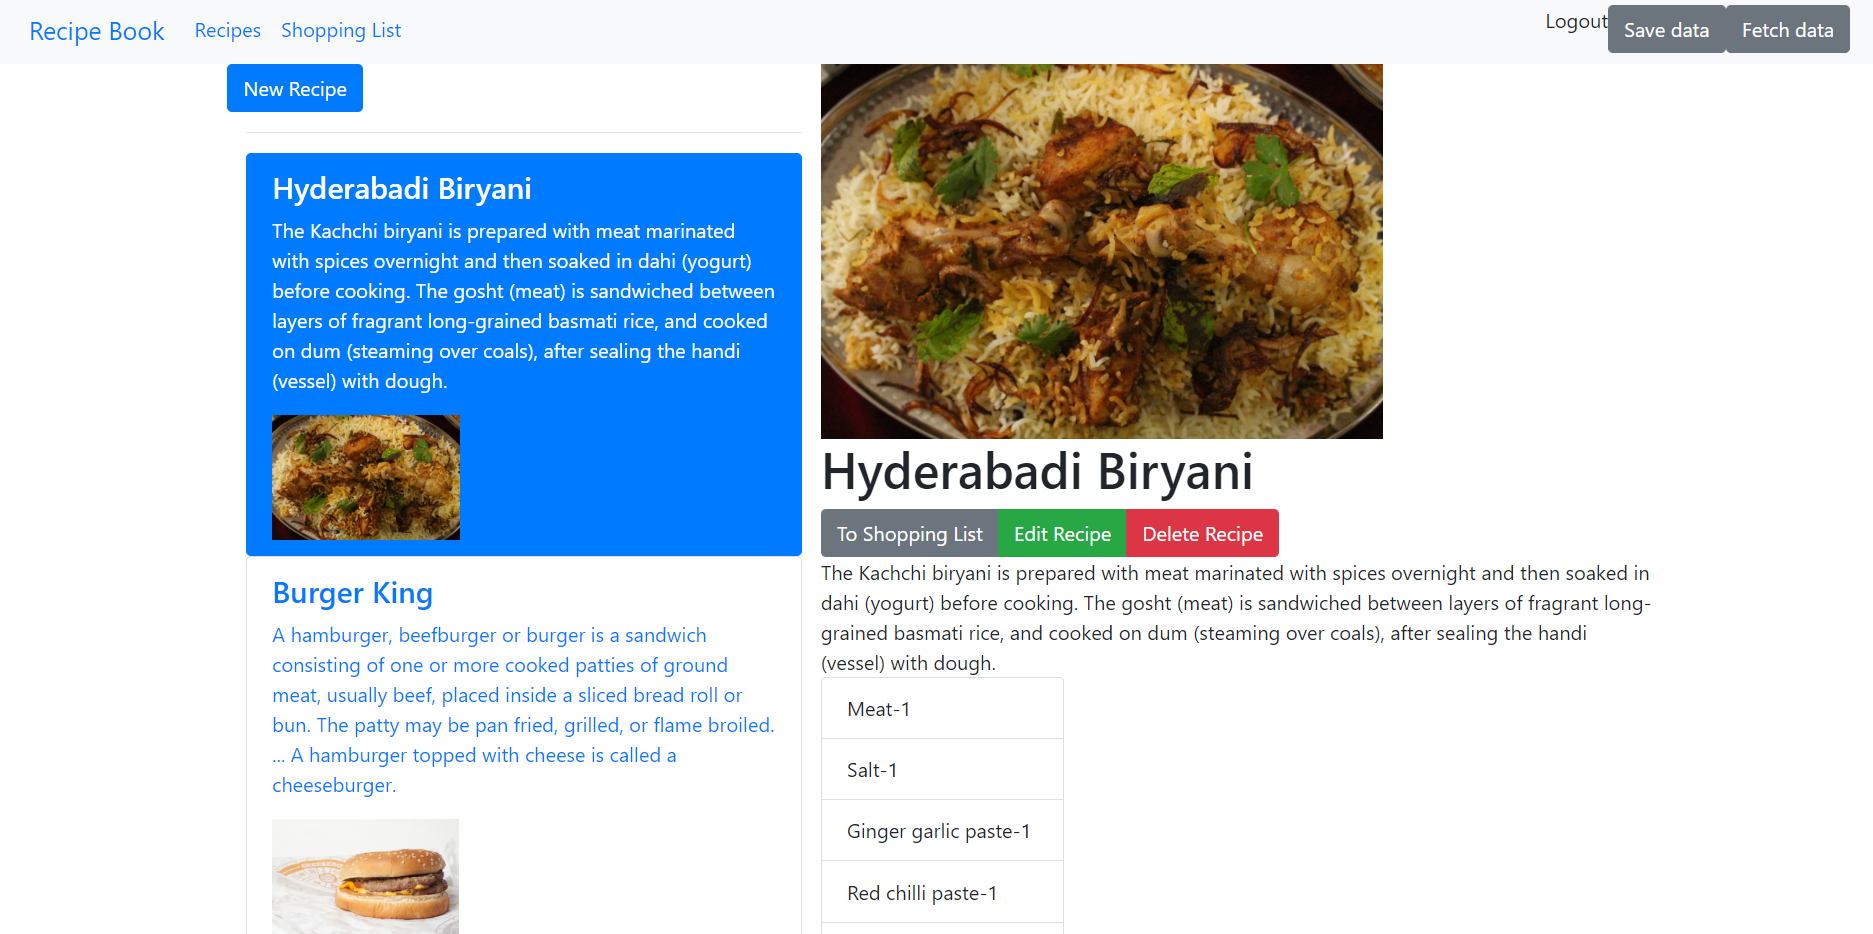 Recipe Book Recipes Shopping List Logout Save data Fetch data
New Recipe
Hyderabadi Biryani
The Kachchi biryani is prepared with meat marinated
with spices overnight and then soaked in dahi (yogurt)
before cooking. The gosht (meat) is sandwiched between
layers of fragrant long-grained basmati rice, and cooked
on dum (steaming over coals), after sealing the handi
(vessel) with dough.
Burger King
A hamburger, beefburger or burger is a sandwich
consisting of one or more cooked patties of ground
meat, usually beef, placed inside a sliced bread roll or
bun. The patty may be pan fried, grilled, or flame broiled.
... A hamburger topped with cheese is called a
cheeseburger.
Hyderabadi Biryani
To Shopping List Edit Recipe Delete Recipe
The Kachchi biryani is prepared with meat marinated with spices overnight and then soaked in
dahi (yogurt) before cooking. The gosht (meat) is sandwiched between layers of fragrant long-
grained basmati rice, and cooked on dum (steaming over coals), after sealing the handi
(vessel) with dough.
Meat-1
Salt-1
Ginger garlic paste-1
Red chilli paste-1